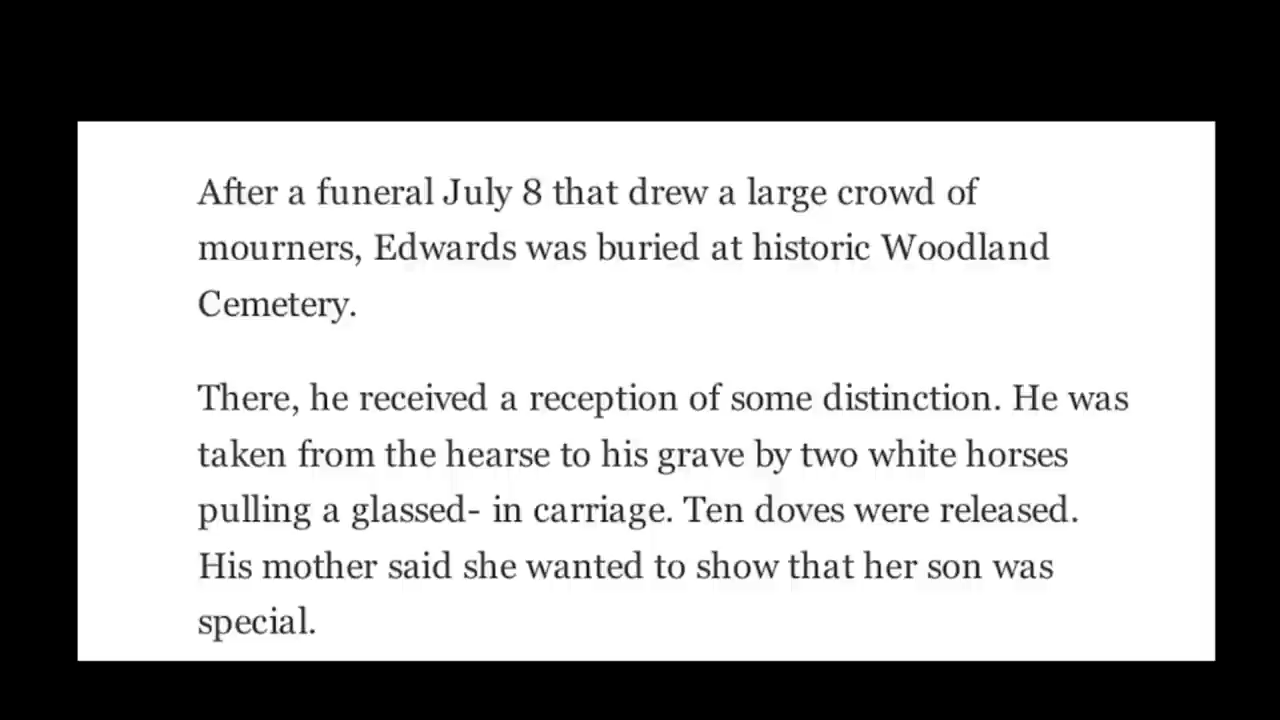 After a funeral July 8 that drew a large crowd of
mourners, Edwards was buried at historic Woodland
Cemetery.
There, he received a reception of some distinction. He was
taken from the hearse to his grave by two white horses
pulling a glassed- in carriage. Ten doves were released.
His mother said she wanted to show that her son was
special.